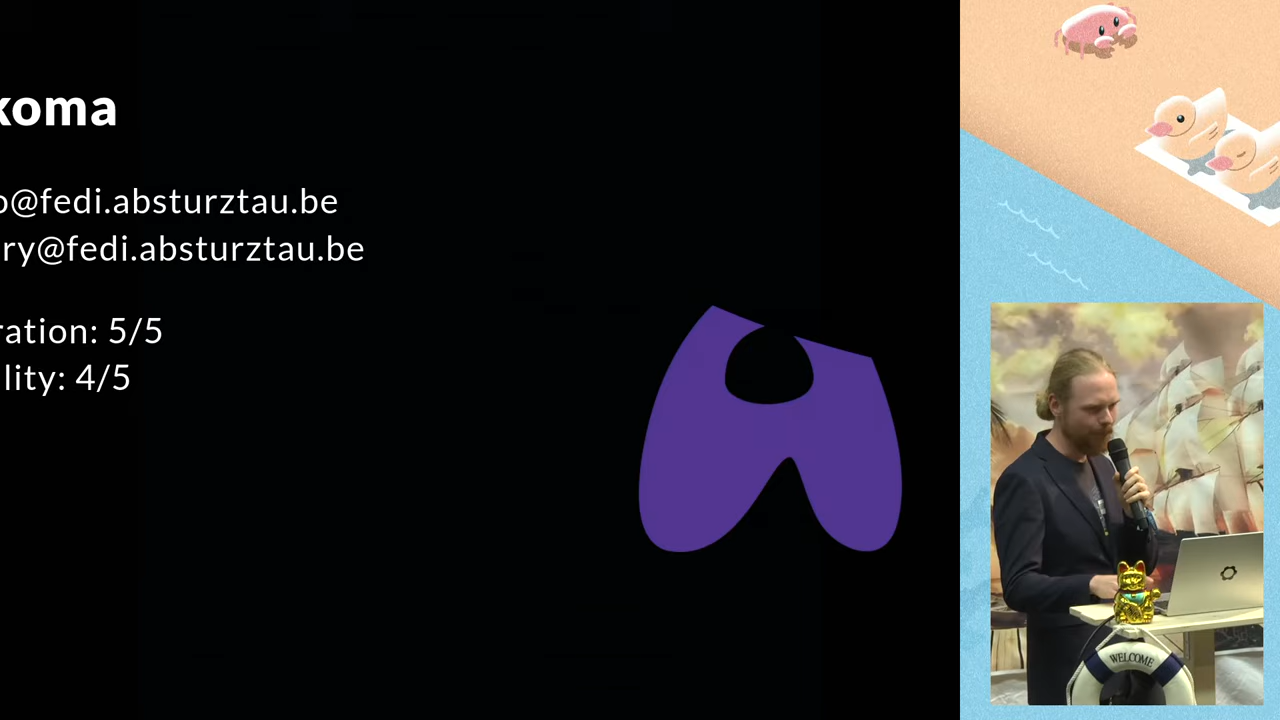 koma
o@fedi.absturztau.be
ry@fedi.absturztau.be
ration: 5/5
lity: 4/5
WELCOME